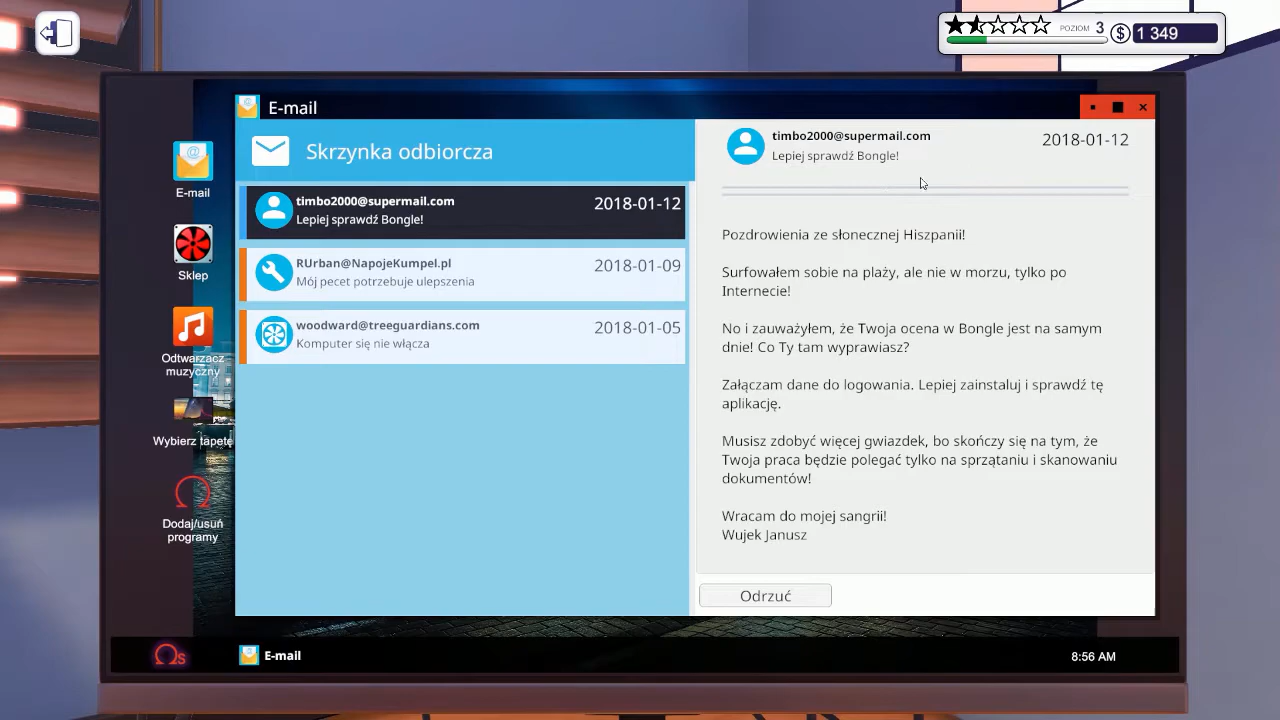 POZIOM 3
$ 1 349
E-mail
Skrzynka odbiorcza
timbo2000@supermail.com
2018-01-12
Lepiej sprawdź Bongle!
RUrban@NapojeKumpel.pl
2018-01-09
Mój pecet potrzebuje ulepszenia
woodward@treeguardians.com
2018-01-05
Komputer się nie włącza
E-mail
Sklep
Odtwarzacz
muzyczny
Wybierz tapetę
Dodaj/usuń
programy
timbo2000@supermail.com
2018-01-12
Lepiej sprawdź Bongle!
Pozdrowienia ze słonecznej Hiszpanii!
Surfowałem sobie na plaży, ale nie w morzu, tylko po
Internecie!
No i zauważyłem, że Twoja ocena w Bongle jest na samym
dnie! Co Ty tam wyprawiasz?
Załączam dane do logowania. Lepiej zainstaluj i sprawdź tę
aplikację.
Musisz zdobyć więcej gwiazdek, bo skończy się na tym, że
Twoja praca będzie polegać tylko na sprzątaniu i skanowaniu
dokumentów!
Wracam do mojej sangrii!
Wujek Janusz
Odrzuć
Ωs
E-mail
8:56 AM